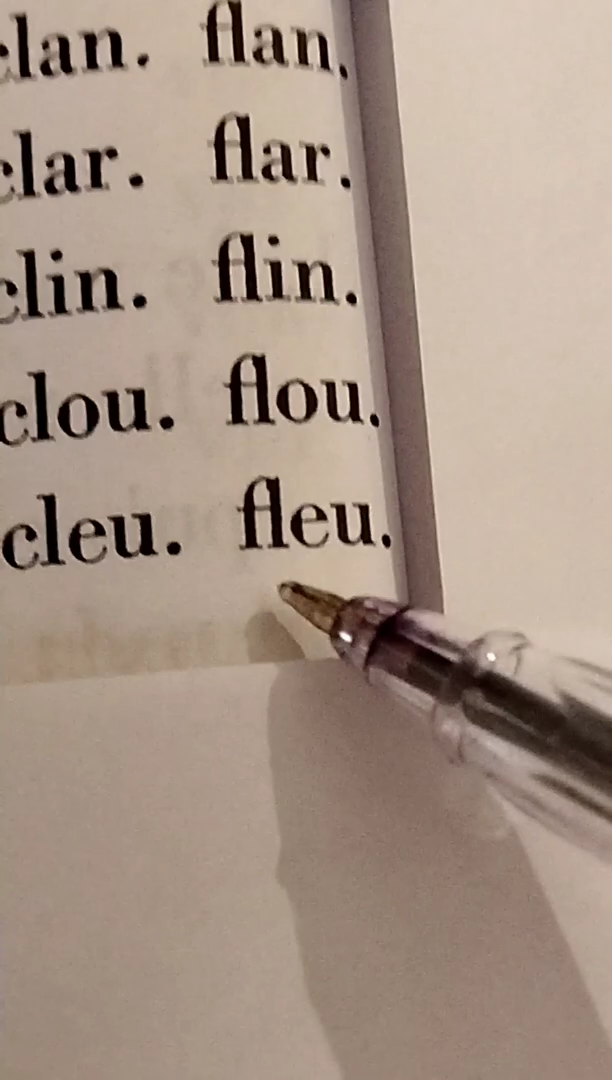 clan. flan.
clar. flar.
clin. flin.
clou. flou.
cleu. fleu.